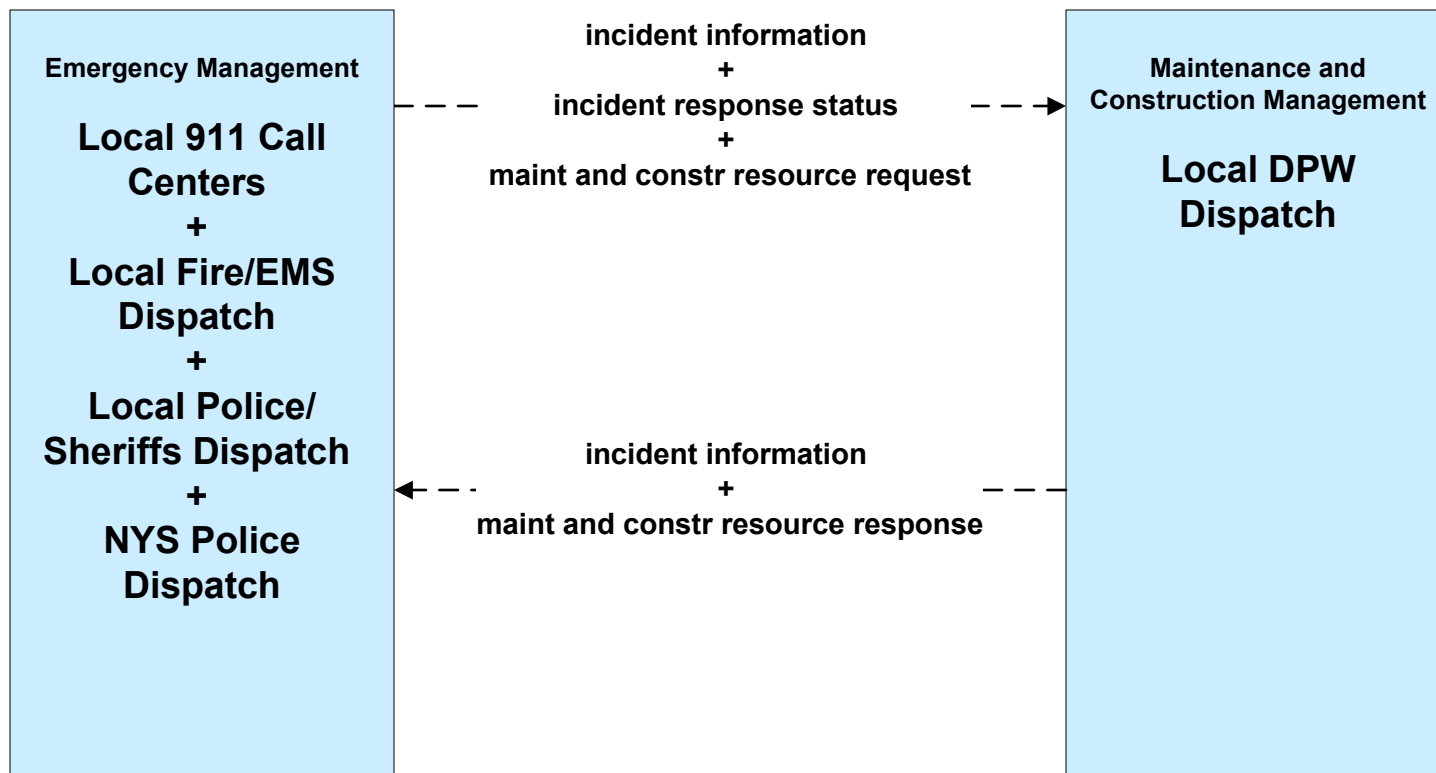 Emergency Management
Local 911 Call
Centers
+
Local Fire/EMS
Dispatch
+
Local Police/
Sheriffs Dispatch
+
NYS Police
Dispatch
incident information
+
incident response status
+
maint and constr resource request
incident information
+
maint and constr resource response
Maintenance and
Construction Management
Local DPW
Dispatch